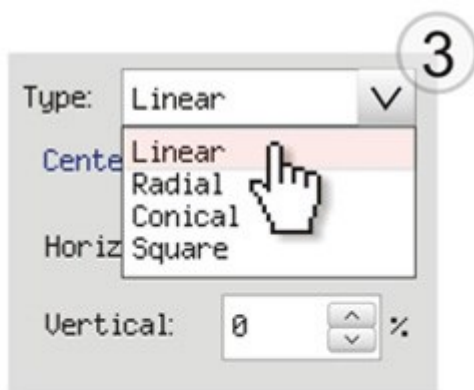 3
Type: Linear
Cente
Linear
Radial
Conical
Horiz
Square
Vertical: 0 %